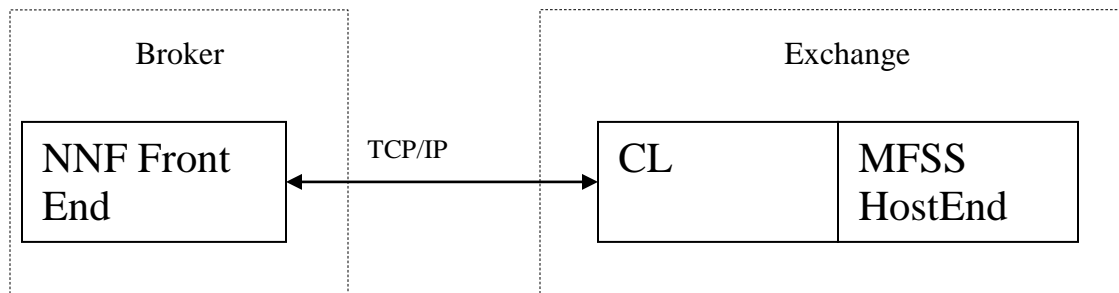 Broker
Exchange
NNF Front
End
TCP/IP
CL
MFSS
HostEnd